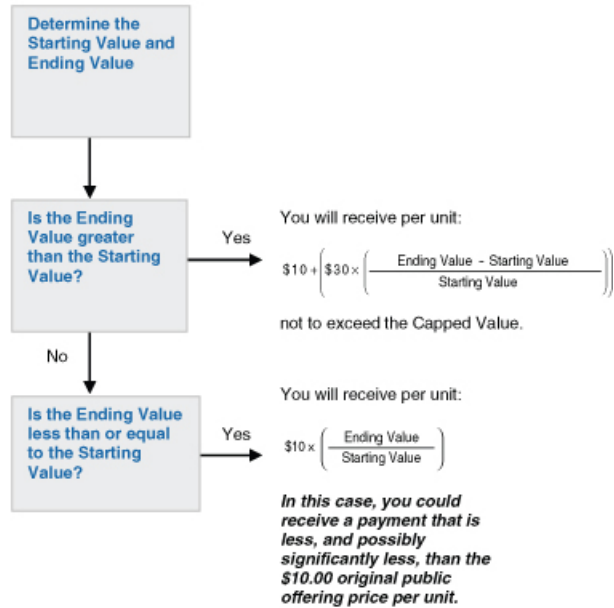 Determine the
Starting Value and
Ending Value
Is the Ending
Value greater
than the Starting
Value?
Yes
You will receive per unit:
$10 + ( $30 × ( Ending Value - Starting Value
Starting Value ) )
not to exceed the Capped Value.
No
Is the Ending Value
less than or equal
to the Starting
Value?
Yes
You will receive per unit:
$10 × ( Ending Value
Starting Value )
In this case, you could
receive a payment that is
less, and possibly
significantly less, than the
$10.00 original public
offering price per unit.